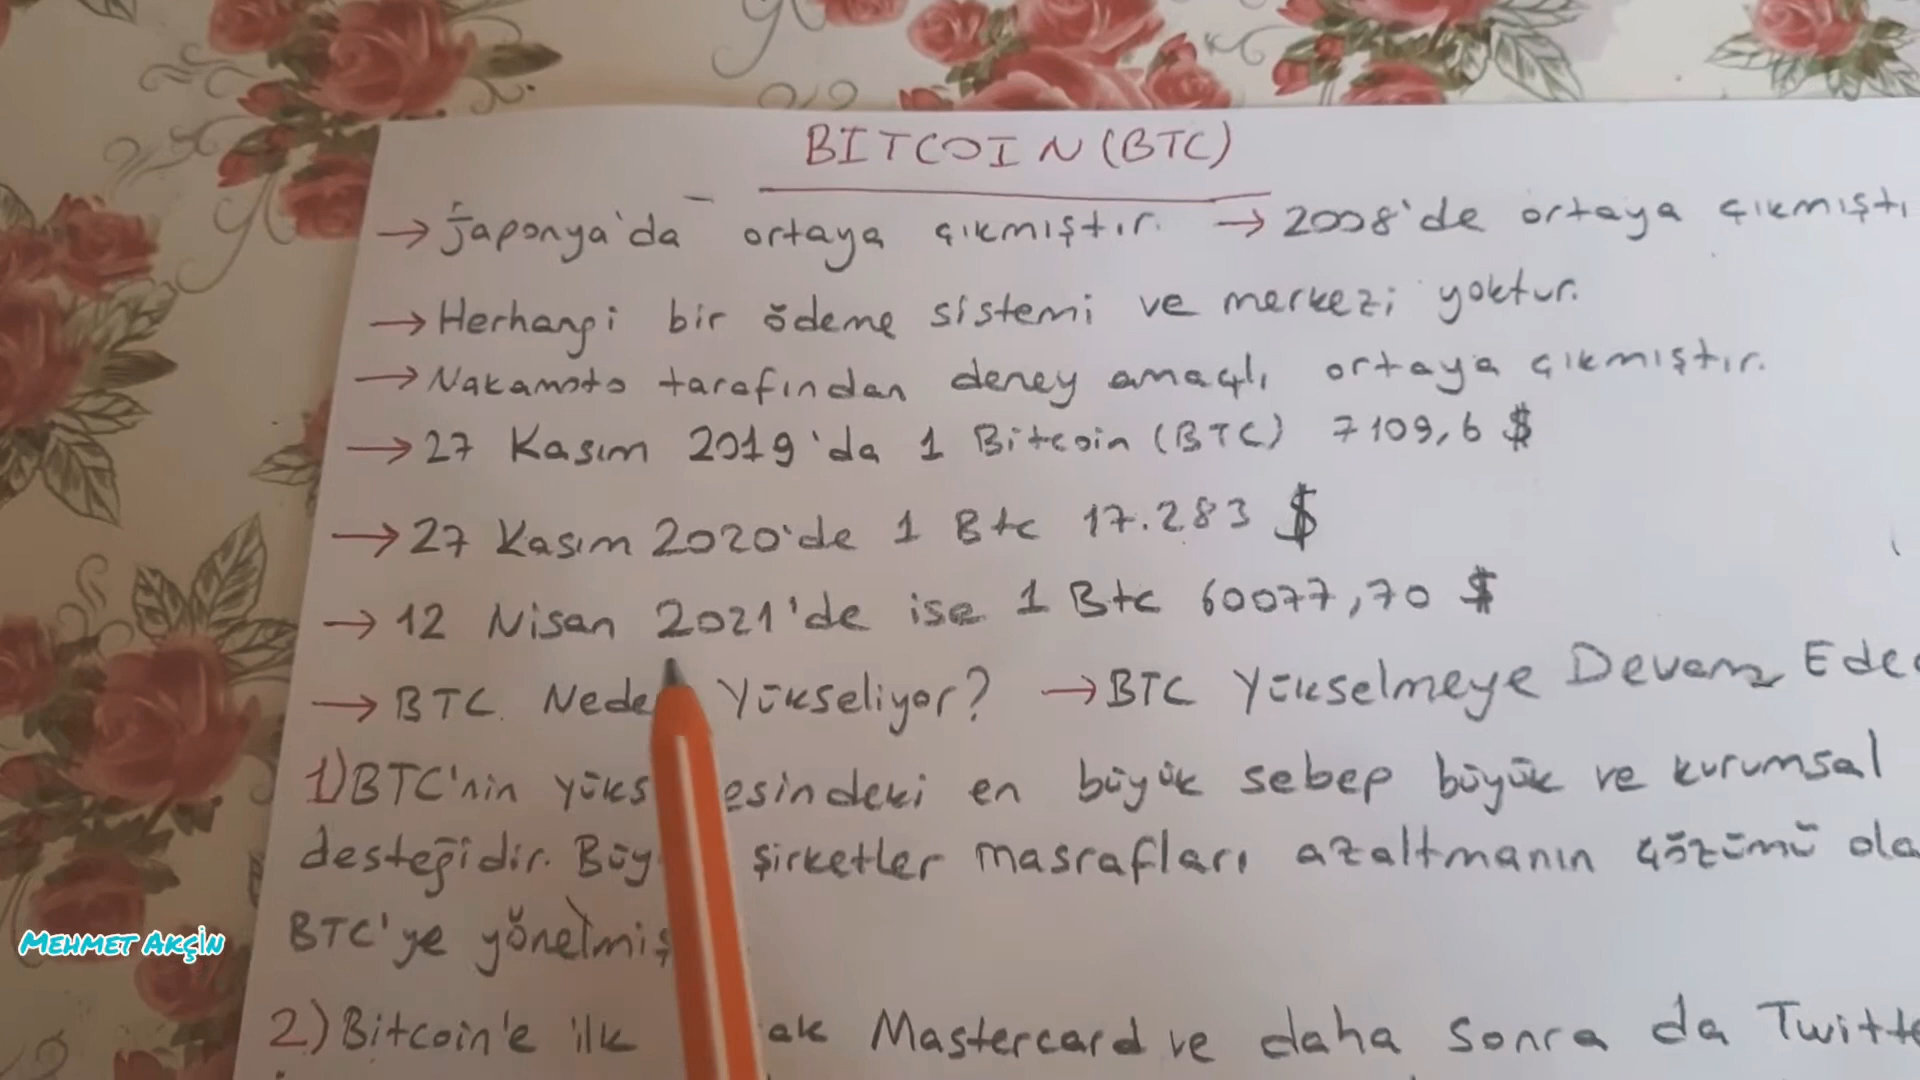 BITCOIN (BTC)
→ Japonya'da ortaya çıkmıştır. → 2008'de ortaya çıkmıştı
→ Herhangi bir ödeme sistemi ve merkezi yoktur.
→ Nakamoto tarafından deney amaçlı ortaya çıkmıştır.
→ 27 Kasım 2019'da 1 Bitcoin (BTC) 7109,6 $
→ 27 Kasım 2020'de 1 Btc 17.283 $
→ 12 Nisan 2021'de ise 1 Btc 60077,70 $
→ BTC Yükseliyor? → BTC Yükselmeye Devam
1) BTC'nin en büyük sebep büyük ve kurumsal
desteğidir. şirketler masrafları azaltmanın çözümü
BTC'ye yönelmiş
2.) Bitcoin'e ilk Mastercard ve daha sonra da
MEHMET AKÇİN